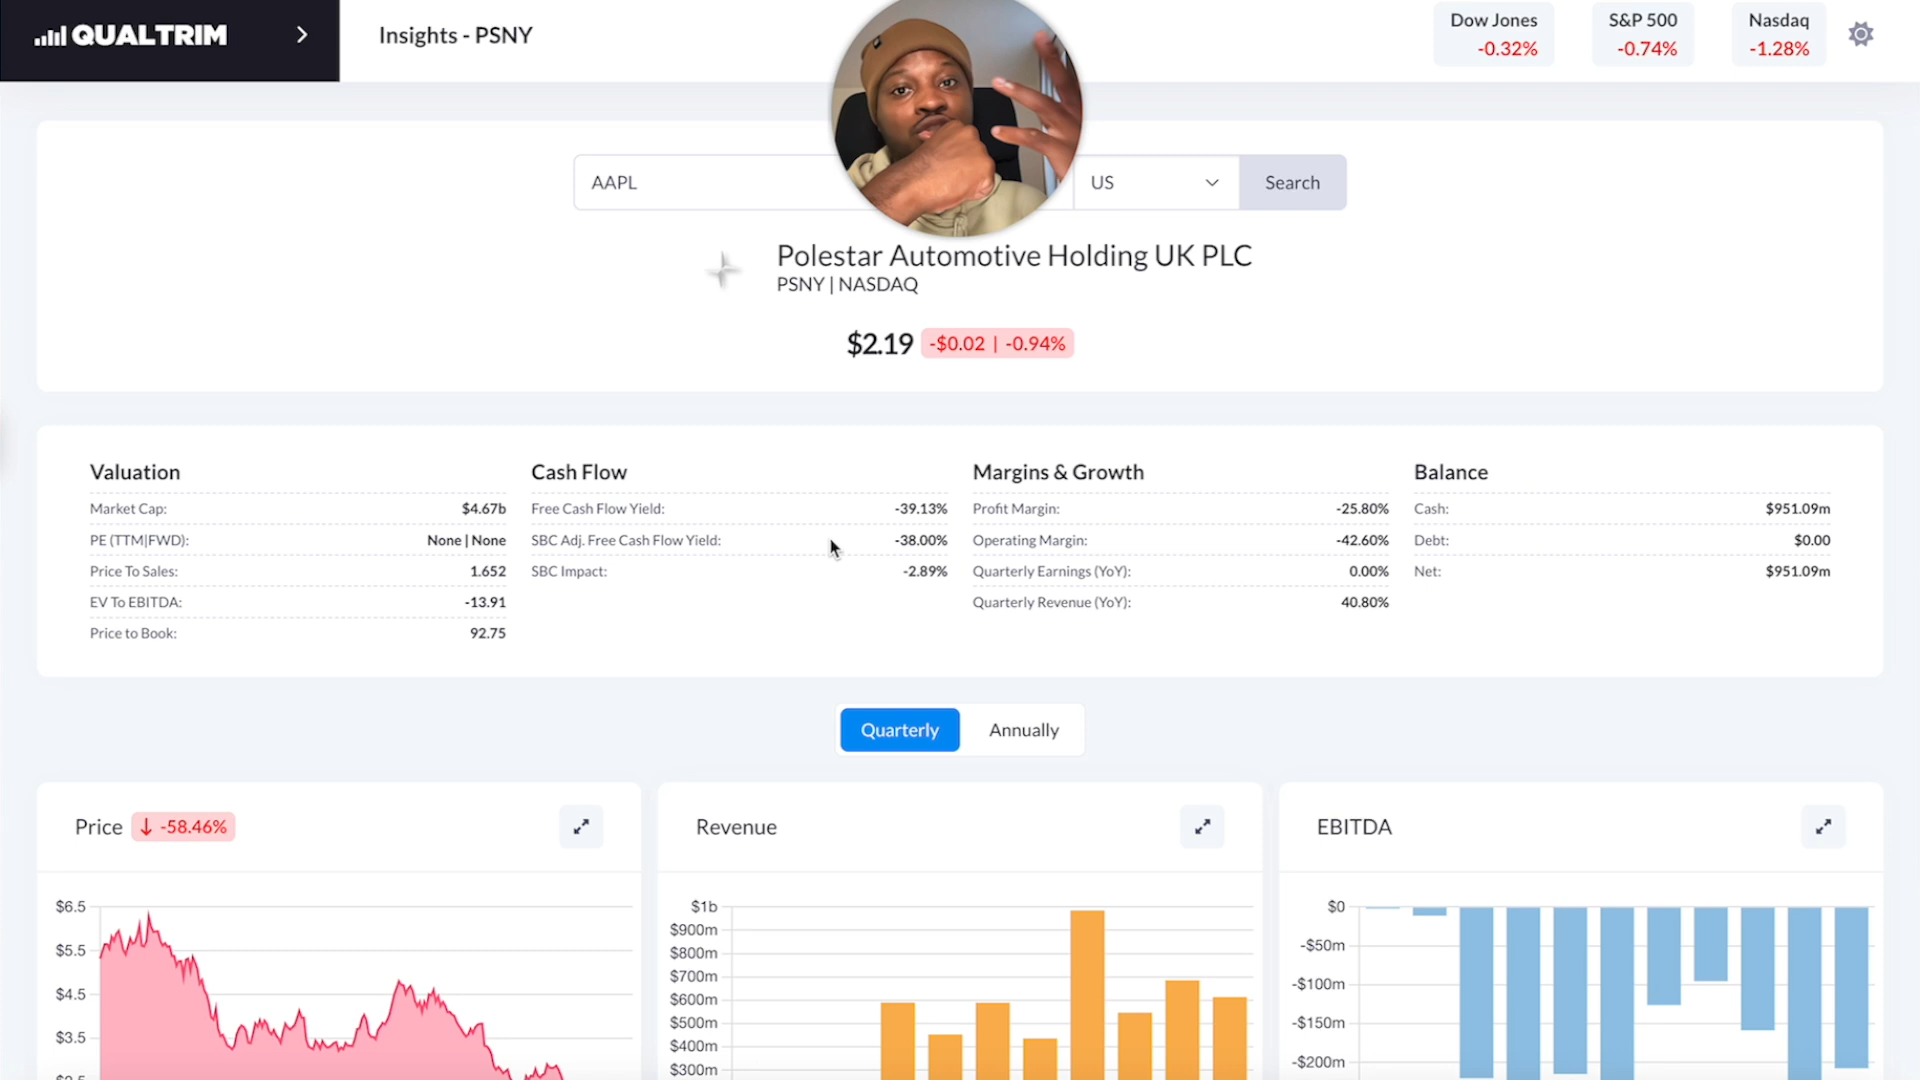 QUALTRIM
Insights - PSNY
Dow Jones
-0.32%
S&P 500
-0.74%
Nasdaq
-1.28%
AAPL
US
Search
Polestar Automotive Holding UK PLC
PSNY | NASDAQ
$2.19 -$0.02 | -0.94%
Valuation
Market Cap: $4.67b
PE (TTM|FWD): None | None
Price To Sales: 1.652
EV To EBITDA: -13.91
Price to Book: 92.75
Cash Flow
Free Cash Flow Yield: -39.13%
SBC Adj. Free Cash Flow Yield: -38.00%
SBC Impact: -2.89%
Margins & Growth
Profit Margin: -25.80%
Operating Margin: -42.60%
Quarterly Earnings (YoY): 0.00%
Quarterly Revenue (YoY): 40.80%
Balance
Cash: $951.09m
Debt: $0.00
Net: $951.09m
Quarterly
Annually
Price ↓ -58.46%
$6.5
$5.5
$4.5
$3.5
Revenue
$1b
$900m
$800m
$700m
$600m
$500m
$400m
$300m
EBITDA
$0
-$50m
-$100m
-$150m
-$200m